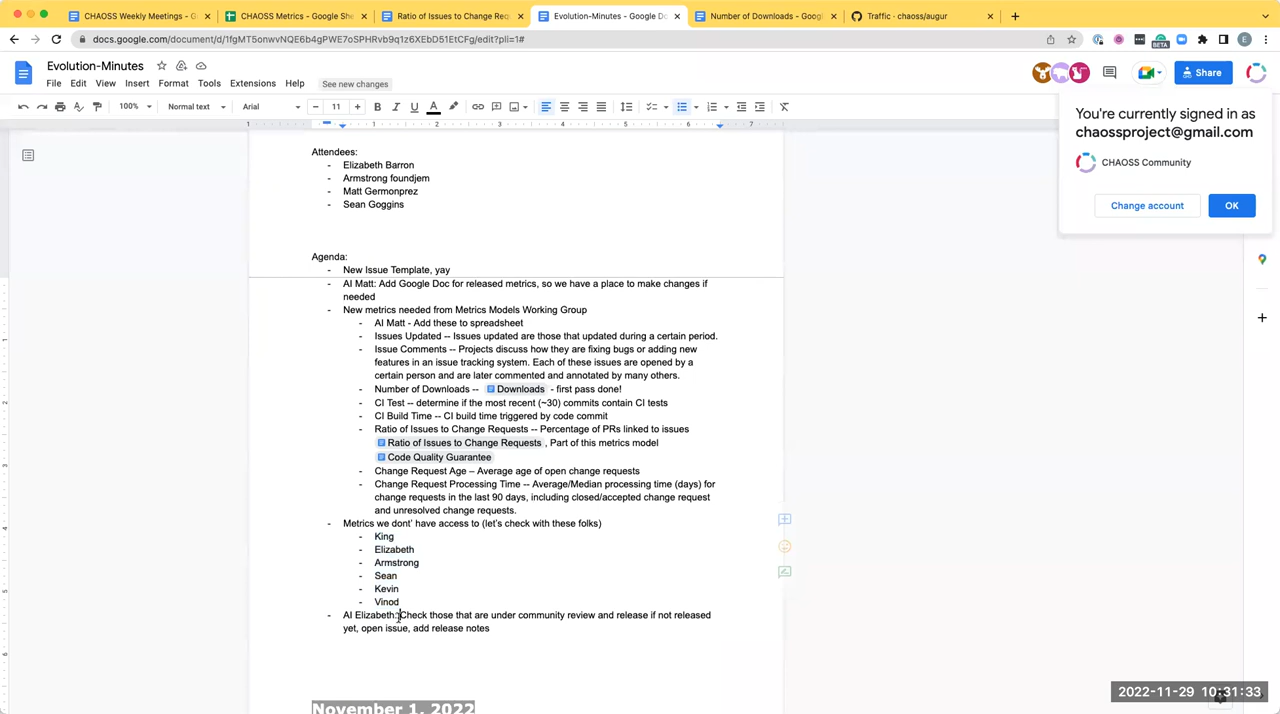 CHAOSS Weekly Meetings - G
CHAOSS Metrics - Google She
Ratio of Issues to Change Req
Evolution-Minutes - Google Do
Number of Downloads - Googl
Traffic · chaoss/augur
docs.google.com/document/d/1fgMT5onwvNQE6b4gPWE7oSPHRvb9q1z6XEbD51EtCFg/edit?pli=1#
BETA
E
Evolution-Minutes
File Edit View Insert Format Tools Extensions Help See new changes
Share
100% Normal text Arial 11 B I U A
You're currently signed in as
chaossproject@gmail.com
CHAOSS Community
Change account OK
1 1 2 3 4 5 6 7
Attendees:
- Elizabeth Barron
- Armstrong foundjem
- Matt Germonprez
- Sean Goggins
Agenda:
- New Issue Template, yay
- AI Matt: Add Google Doc for released metrics, so we have a place to make changes if
needed
- New metrics needed from Metrics Models Working Group
- AI Matt - Add these to spreadsheet
- Issues Updated -- Issues updated are those that updated during a certain period.
- Issue Comments -- Projects discuss how they are fixing bugs or adding new
features in an issue tracking system. Each of these issues are opened by a
certain person and are later commented and annotated by many others.
- Number of Downloads -- Downloads - first pass done!
- CI Test -- determine if the most recent (~30) commits contain CI tests
- CI Build Time -- CI build time triggered by code commit
- Ratio of Issues to Change Requests -- Percentage of PRs linked to issues
Ratio of Issues to Change Requests , Part of this metrics model
Code Quality Guarantee
- Change Request Age -- Average age of open change requests
- Change Request Processing Time -- Average/Median processing time (days) for
change requests in the last 90 days, including closed/accepted change request
and unresolved change requests.
- Metrics we dont' have access to (let's check with these folks)
- King
- Elizabeth
- Armstrong
- Sean
- Kevin
- Vinod
- AI Elizabeth: Check those that are under community review and release if not released
yet, open issue, add release notes
November 1, 2022
2022-11-29 10:31:33